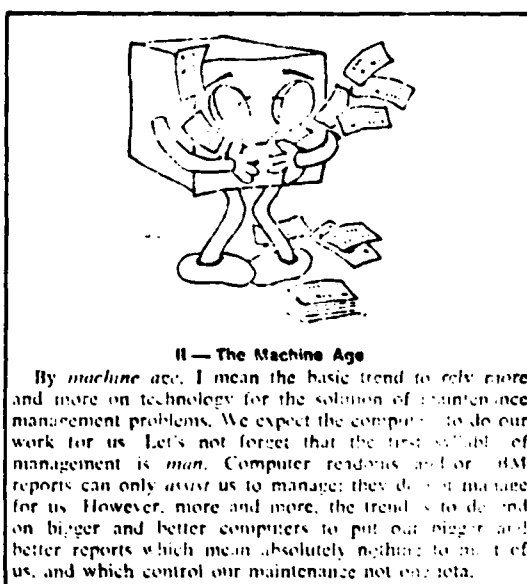 II — The Machine Age
By machine age, I mean the basic trend to rely more
and more on technology for the solution of maintenance
management problems. We expect the computer to do our
work for us. Let's not forget that the first syllable of
management is man. Computer readouts and/or IBM
reports can only assist us to manage; they do not manage
for us. However, more and more, the trend is to depend
on bigger and better computers to put out bigger and
better reports which mean absolutely nothing to most of
us, and which control our maintenance not one iota.